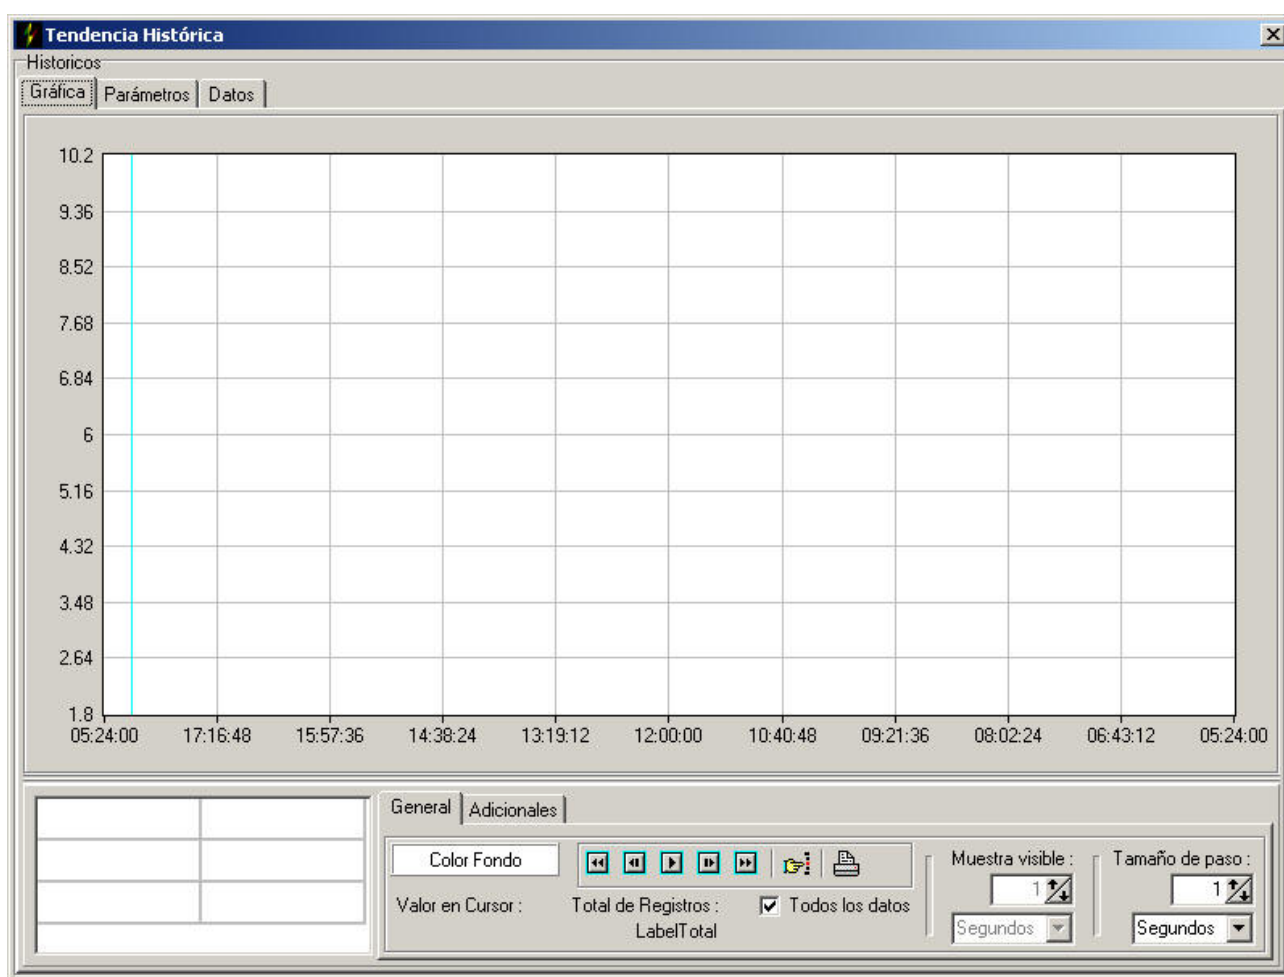 Tendencia Histórica
Historicos
Gráfica Parámetros Datos
10.2
9.36
8.52
7.68
6.84
6
5.16
4.32
3.48
2.64
1.8
05:24:00 17:16:48 15:57:36 14:38:24 13:19:12 12:00:00 10:40:48 09:21:36 08:02:24 06:43:12 05:24:00
General Adicionales
Color Fondo
Muestra visible :
Tamaño de paso :
1
1
Valor en Cursor :
Total de Registros :
Todos los datos
LabelTotal
Segundos
Segundos